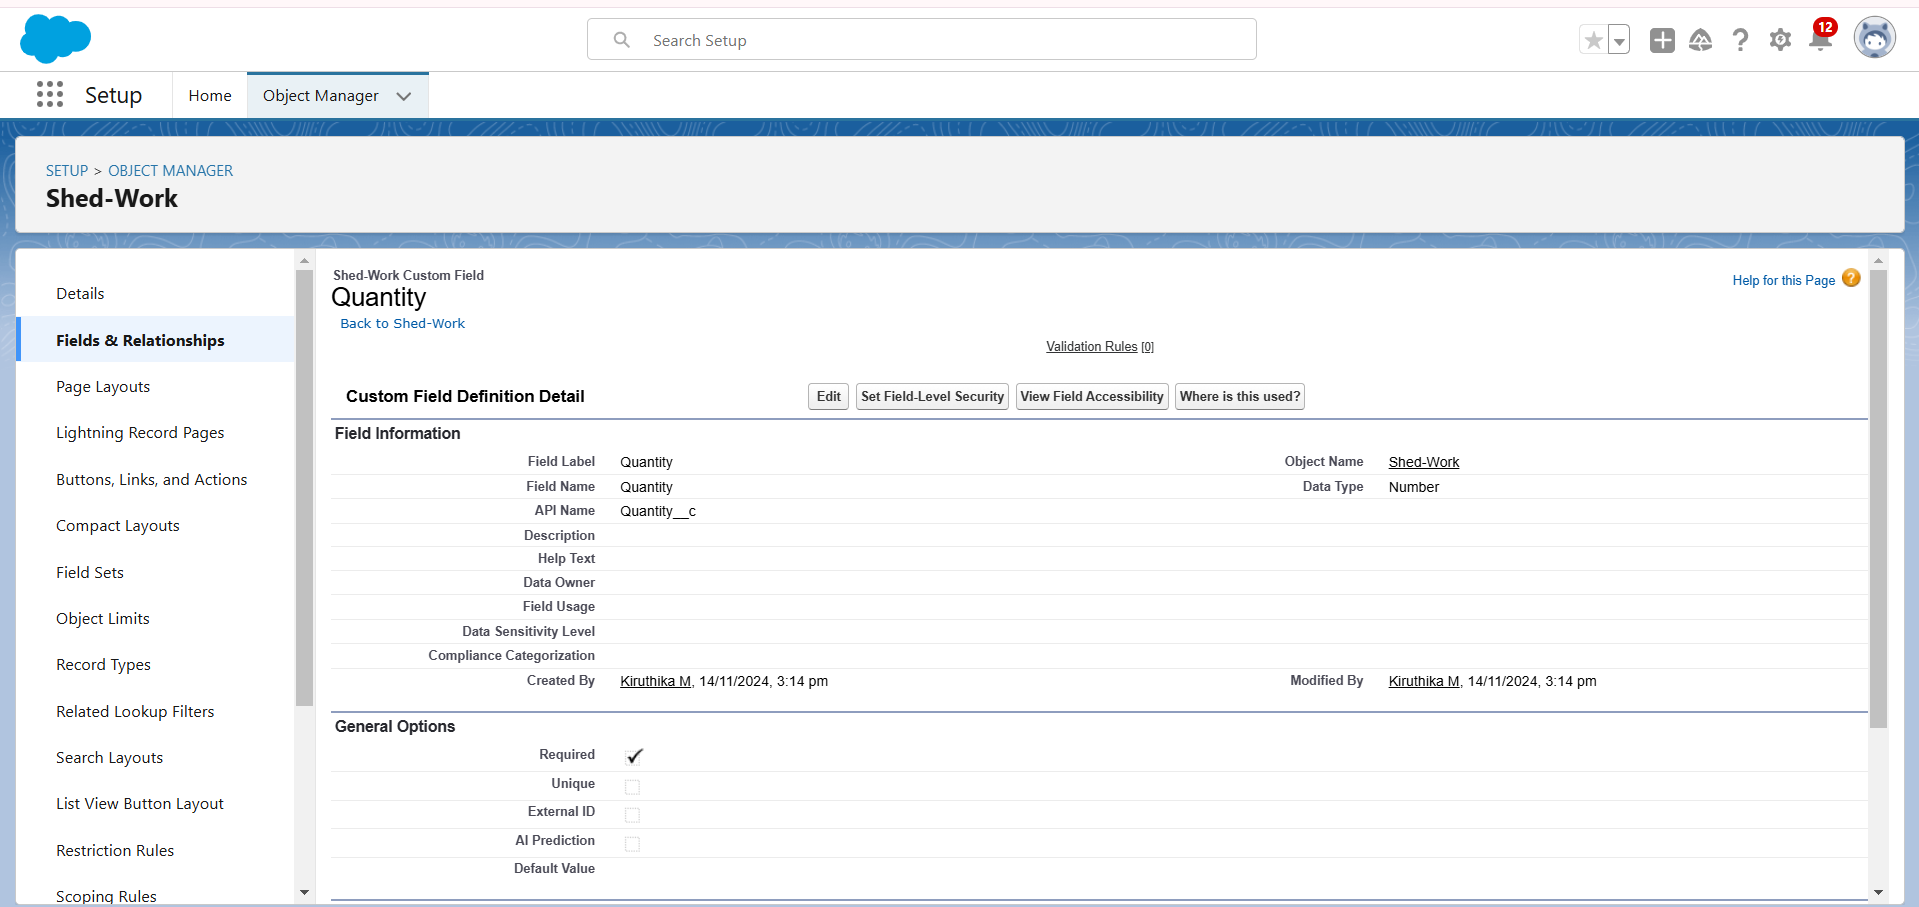 Search Setup
12
Setup
Home
Object Manager
SETUP > OBJECT MANAGER
Shed-Work
Details
Fields & Relationships
Page Layouts
Lightning Record Pages
Buttons, Links, and Actions
Compact Layouts
Field Sets
Object Limits
Record Types
Related Lookup Filters
Search Layouts
List View Button Layout
Restriction Rules
Scoping Rules
Shed-Work Custom Field
Quantity
Back to Shed-Work
Help for this Page ?
Validation Rules [0]
Custom Field Definition Detail
Edit
Set Field-Level Security
View Field Accessibility
Where is this used?
Field Information
Field Label Quantity Object Name Shed-Work
Field Name Quantity Data Type Number
API Name Quantity__c
Description
Help Text
Data Owner
Field Usage
Data Sensitivity Level
Compliance Categorization
Created By Kiruthika M, 14/11/2024, 3:14 pm Modified By Kiruthika M, 14/11/2024, 3:14 pm
General Options
Required
Unique
External ID
AI Prediction
Default Value